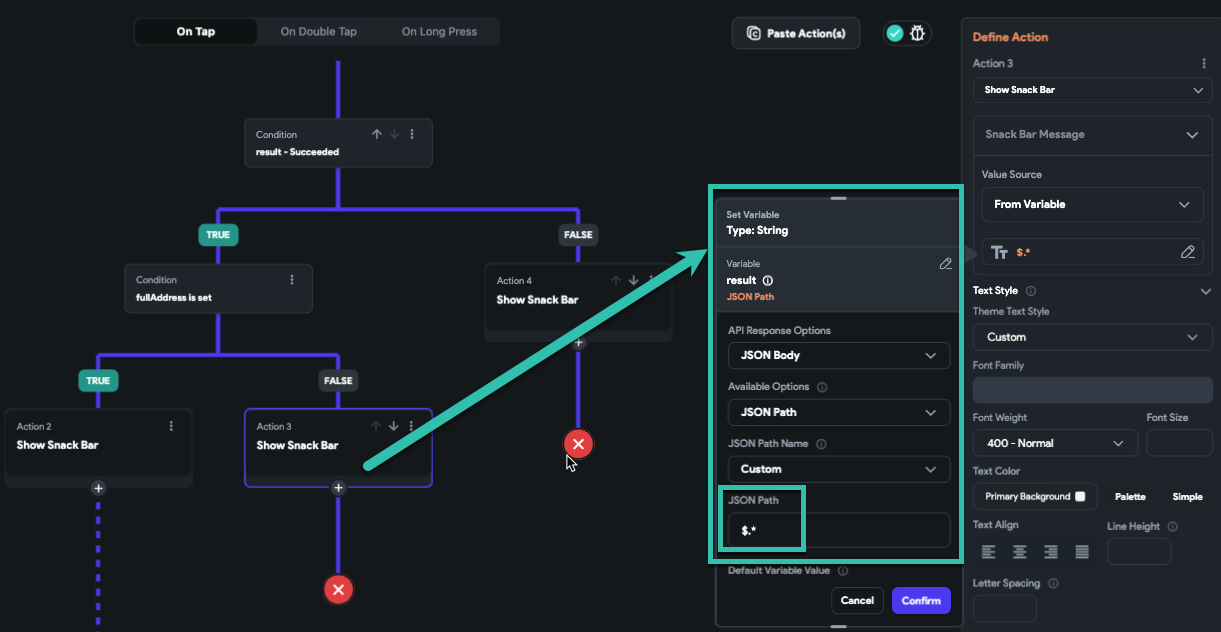 On Tap
On Double Tap
On Long Press
Paste Action(s)
Condition
result - Succeeded
TRUE
FALSE
Condition
fullAddress is set
Action 4
Show Snack Bar
TRUE
FALSE
Action 2
Show Snack Bar
Action 3
Show Snack Bar
Set Variable
Type: String
Variable
result
JSON Path
API Response Options
JSON Body
Available Options
JSON Path
JSON Path Name
Custom
JSON Path
$.*
Default Variable Value
Cancel
Confirm
Define Action
Action 3
Show Snack Bar
Snack Bar Message
Value Source
From Variable
$.*
Text Style
Theme Text Style
Custom
Font Family
Font Weight
Font Size
400 - Normal
Text Color
Primary Background
Palette
Simple
Text Align
Line Height
Letter Spacing